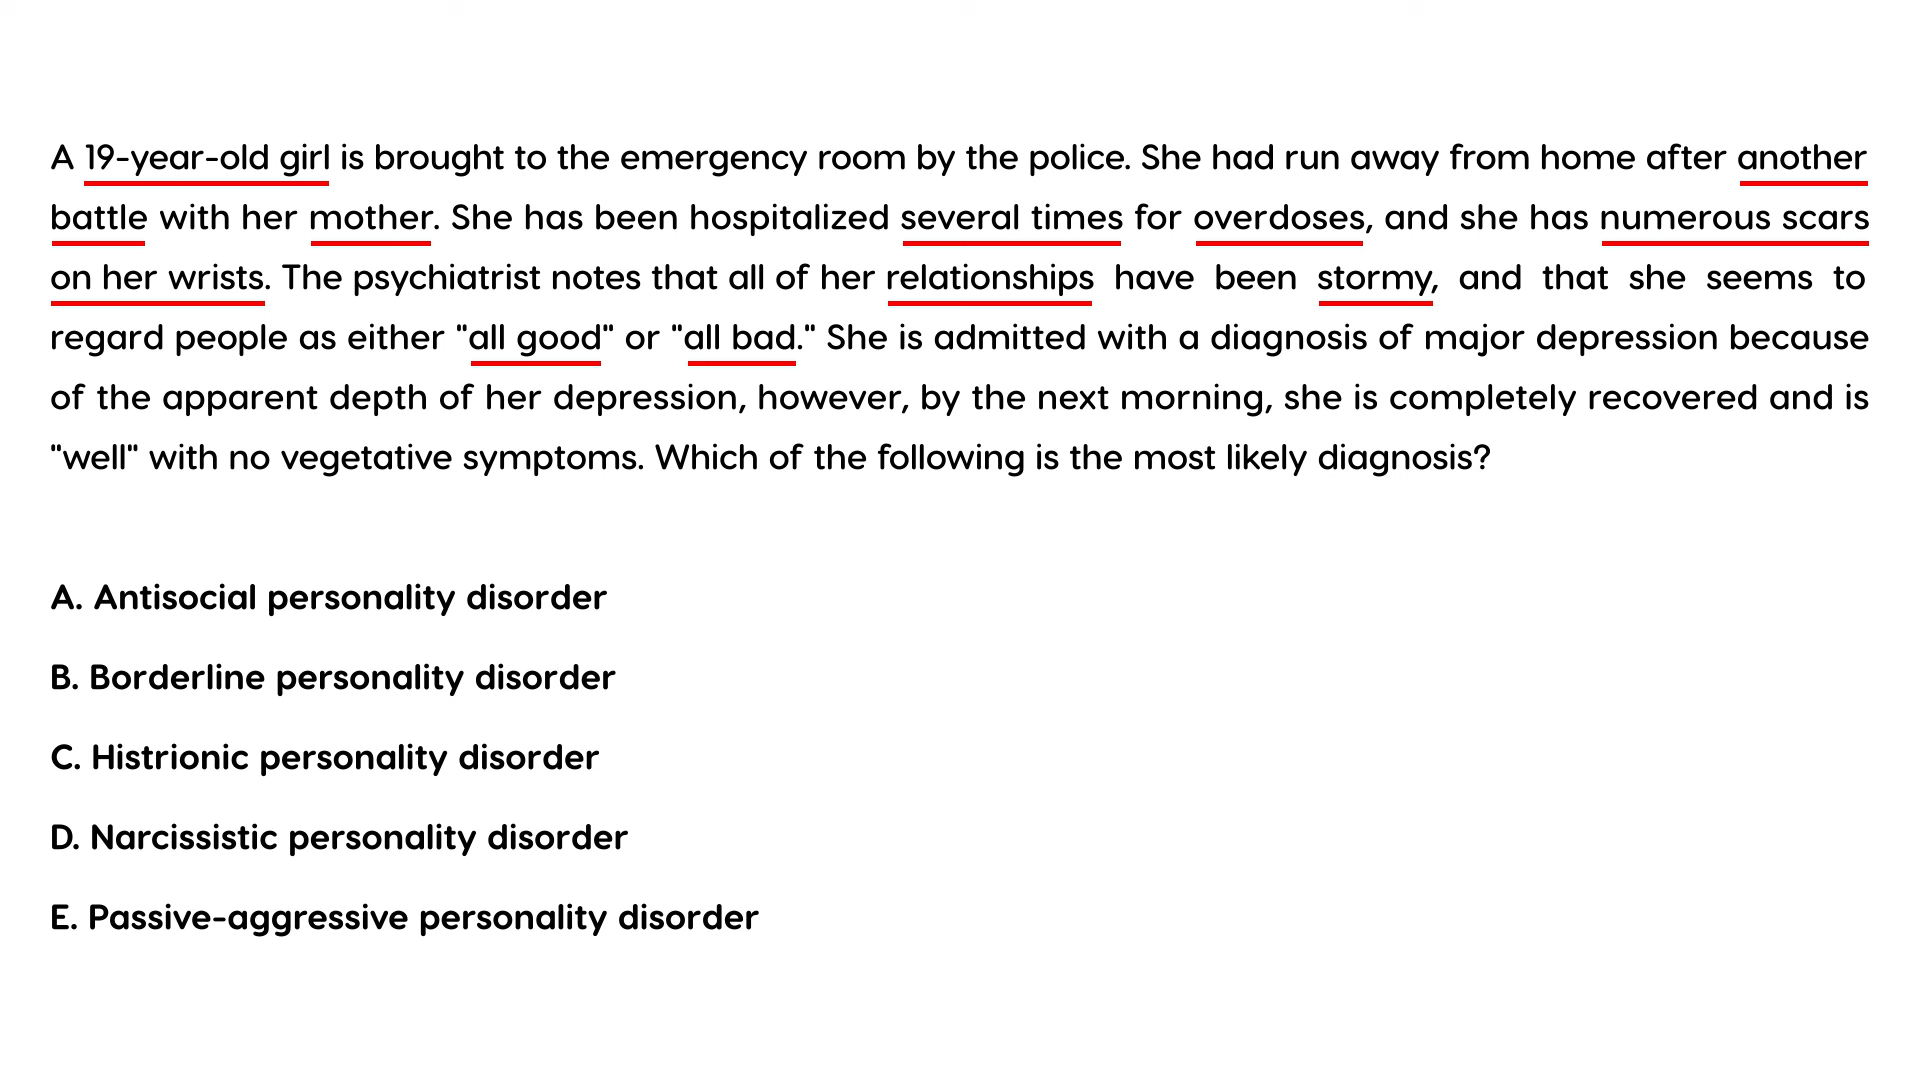 A 19-year-old girl is brought to the emergency room by the police. She had run away from home after another
battle with her mother. She has been hospitalized several times for overdoses, and she has numerous scars
on her wrists. The psychiatrist notes that all of her relationships have been stormy, and that she seems to
regard people as either "all good" or "all bad." She is admitted with a diagnosis of major depression because
of the apparent depth of her depression, however, by the next morning, she is completely recovered and is
"well" with no vegetative symptoms. Which of the following is the most likely diagnosis?
A. Antisocial personality disorder
B. Borderline personality disorder
C. Histrionic personality disorder
D. Narcissistic personality disorder
E. Passive-aggressive personality disorder